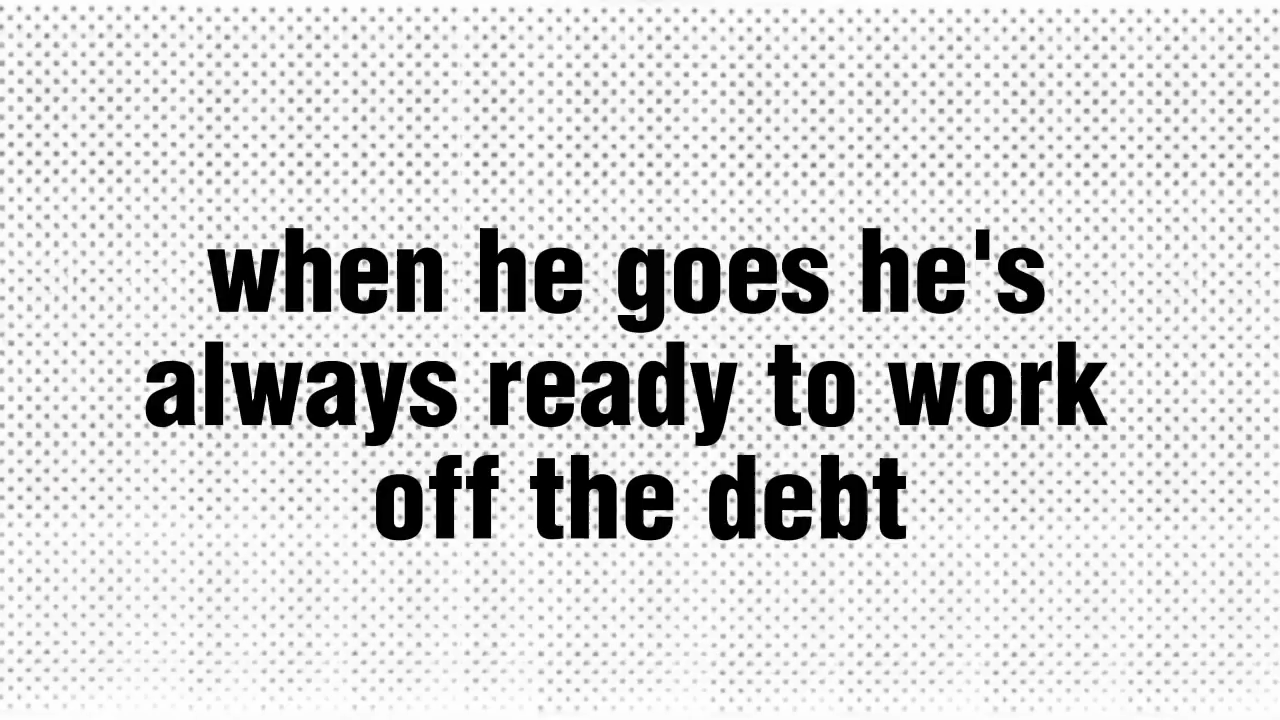 when he goes he's
always ready to work
off the debt